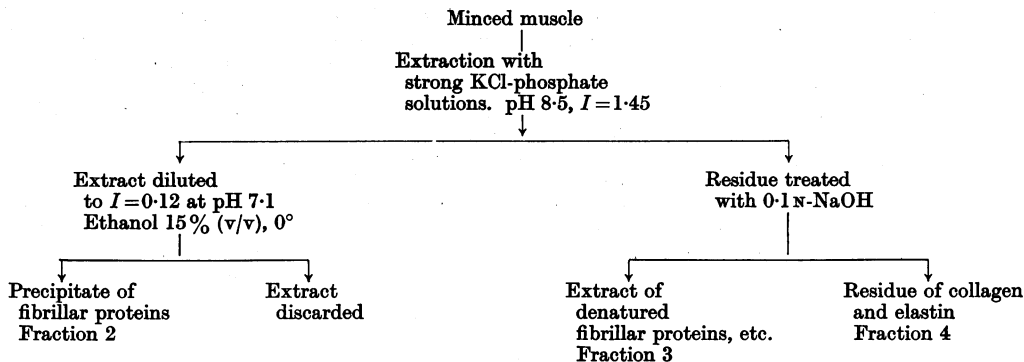 Minced muscle
Extraction with
strong KCl-phosphate
solutions. pH 8·5, I=1·45
Extract diluted
to I=0·12 at pH 7·1
Ethanol 15% (v/v), 0°
Residue treated
with 0·1 N-NaOH
Precipitate of
fibrillar proteins
Fraction 2
Extract
discarded
Extract of
denatured
fibrillar proteins, etc.
Fraction 3
Residue of collagen
and elastin
Fraction 4